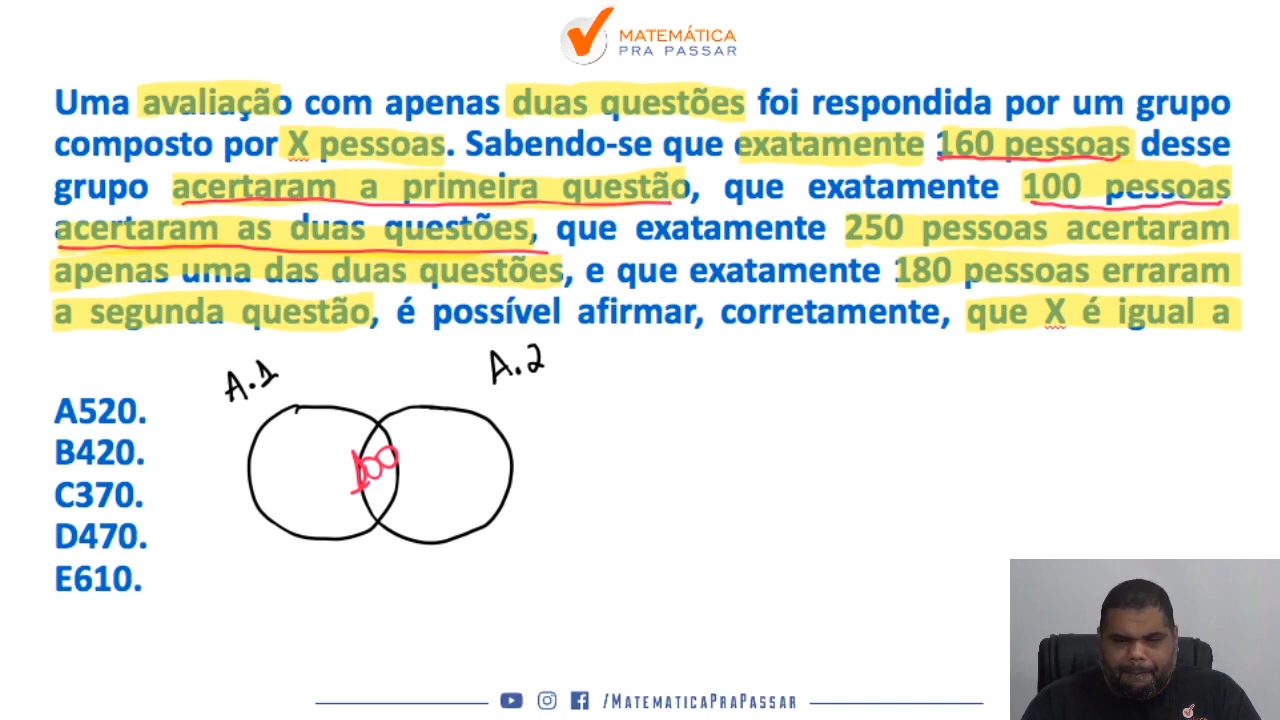 MATEMÁTICA
PRA PASSAR
Uma avaliação com apenas duas questões foi respondida por um grupo
composto por X pessoas. Sabendo-se que exatamente 160 pessoas desse
grupo acertaram a primeira questão, que exatamente 100 pessoas
acertaram as duas questões, que exatamente 250 pessoas acertaram
apenas uma das duas questões, e que exatamente 180 pessoas erraram
a segunda questão, é possível afirmar, corretamente, que X é igual a
A.1
A.2
100
A520.
B420.
C370.
D470.
E610.
/MATEMATICAPRAPASSAR